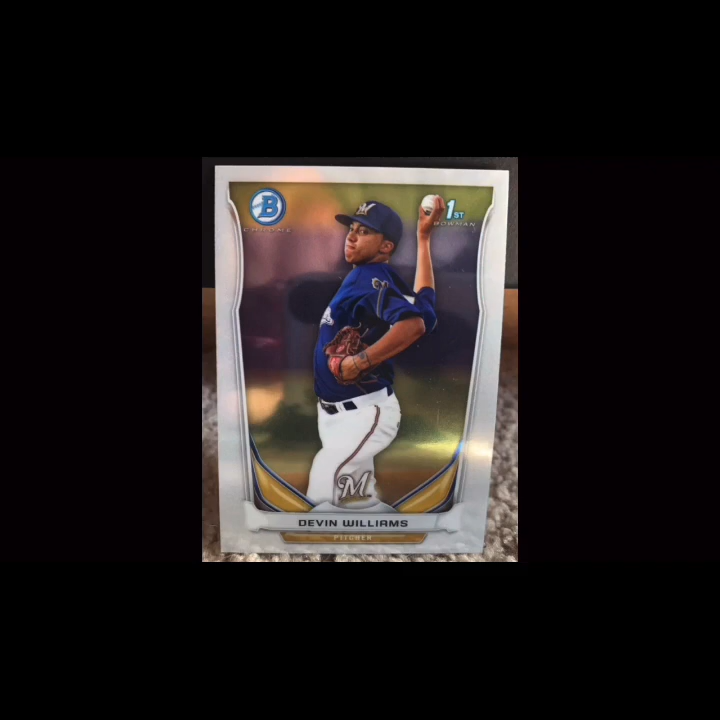 B
CHROME
1ST
BOWMAN
M
M
DEVIN WILLIAMS
PITCHER